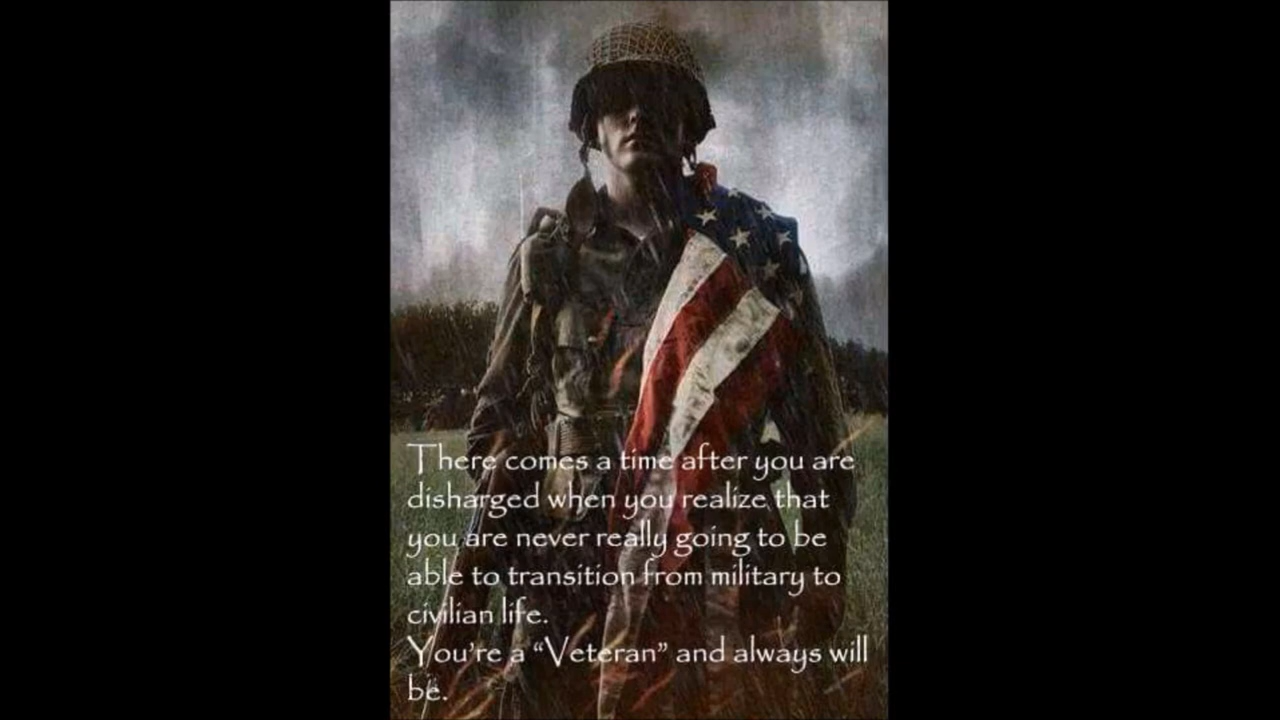 There comes a time after you are
disharged when you realize that
you are never really going to be
able to transition from military to
civilian life.
You're a “Veteran” and always will
be.